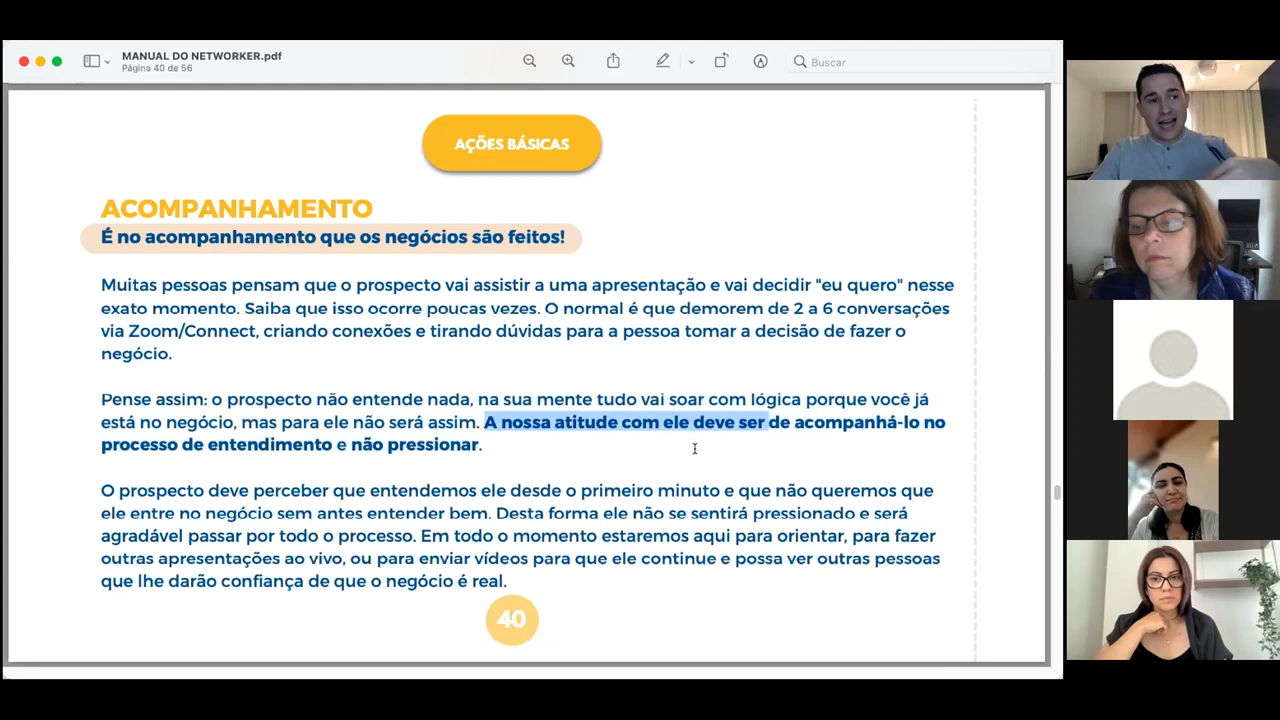 MANUAL DO NETWORKER.pdf
Página 40 de 56
Buscar
AÇÕES BÁSICAS
ACOMPANHAMENTO
É no acompanhamento que os negócios são feitos!
Muitas pessoas pensam que o prospecto vai assistir a uma apresentação e vai decidir "eu quero" nesse
exato momento. Saiba que isso ocorre poucas vezes. O normal é que demorem de 2 a 6 conversações
via Zoom/Connect, criando conexões e tirando dúvidas para a pessoa tomar a decisão de fazer o
negócio.
Pense assim: o prospecto não entende nada, na sua mente tudo vai soar com lógica porque você já
está no negócio, mas para ele não será assim. A nossa atitude com ele deve ser de acompanhá-lo no
processo de entendimento e não pressionar.
O prospecto deve perceber que entendemos ele desde o primeiro minuto e que não queremos que
ele entre no negócio sem antes entender bem. Desta forma ele não se sentirá pressionado e será
agradável passar por todo o processo. Em todo o momento estaremos aqui para orientar, para fazer
outras apresentações ao vivo, ou para enviar vídeos para que ele continue e possa ver outras pessoas
que lhe darão confiança de que o negócio é real.
40